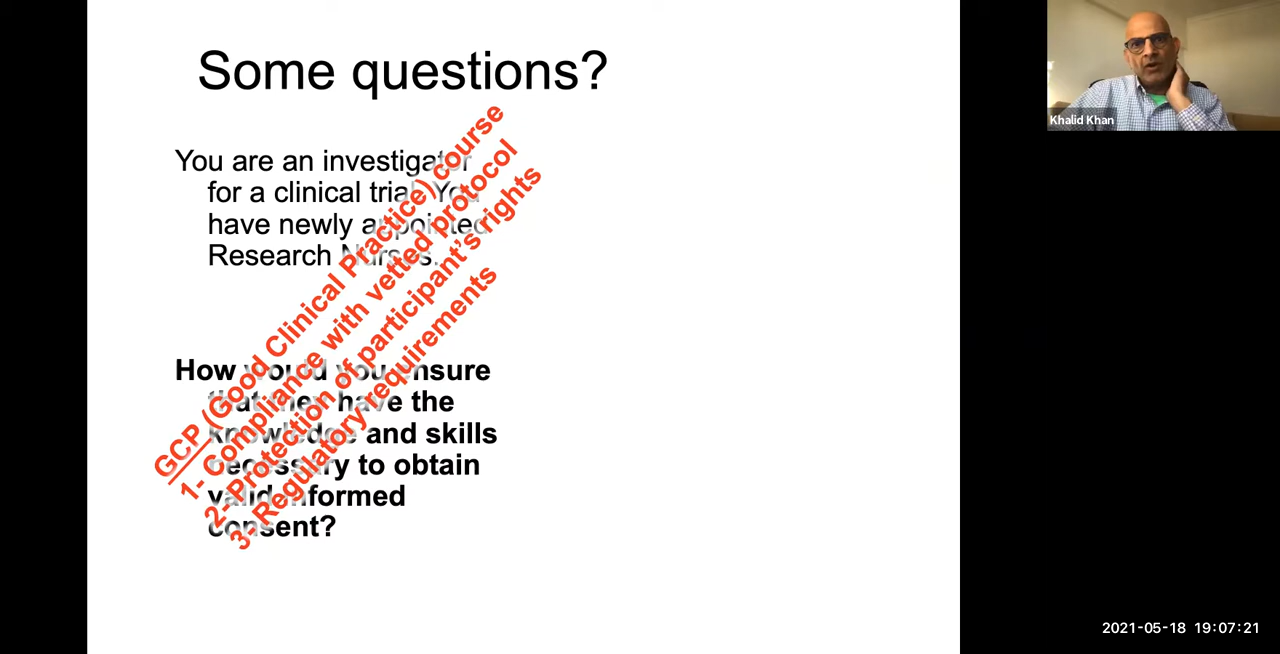 Some questions?
You are an investigator
for a clinical trial. You
have newly appointed
Research Nurses..
How would you ensure
that they have the
knowledge and skills
necessary to obtain
valid informed
consent?
GCP (Good Clinical Practice) course
1- Compliance with vetted protocol
2- Protection of participant's rights
3- Regulatory requirements
Khalid Khan
2021-05-18 19:07:21